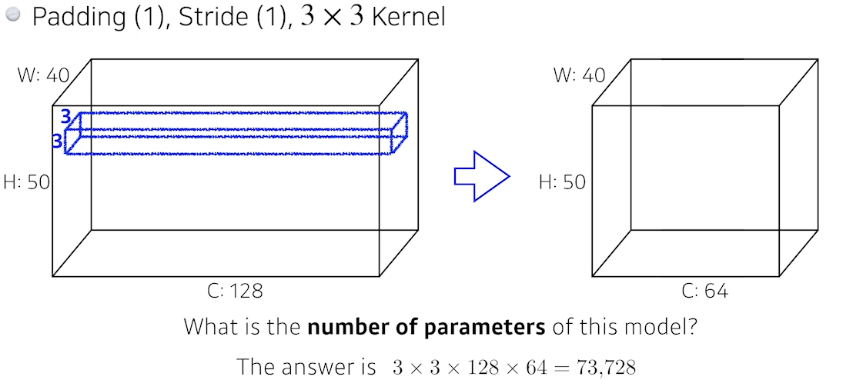 Padding (1), Stride (1), 3 × 3 Kernel
W: 40
W: 40
3
3
H: 50
H: 50
C: 128
C: 64
What is the number of parameters of this model?
The answer is 3 × 3 × 128 × 64 = 73,728